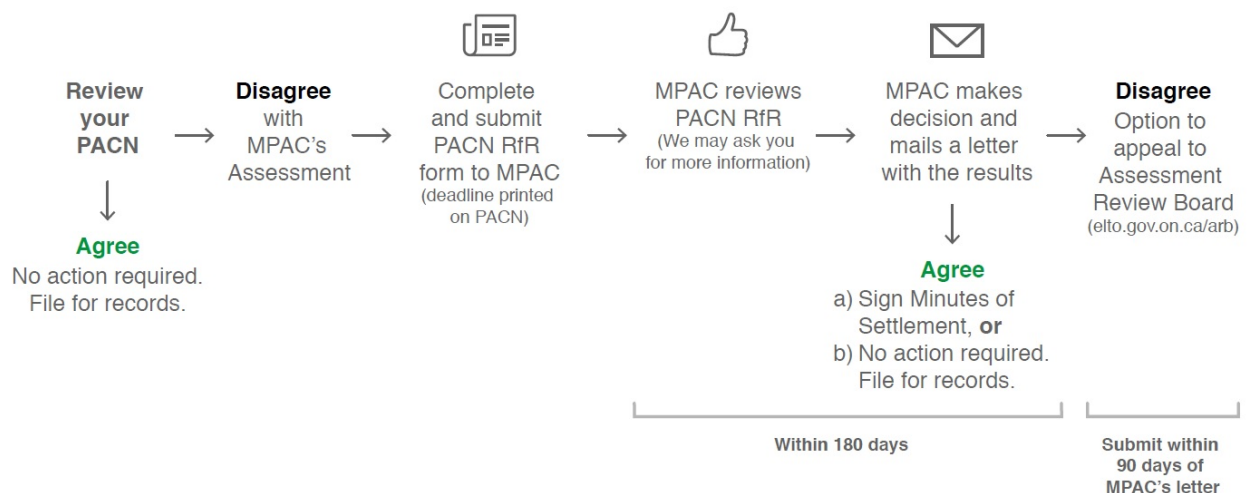 Review
your
PACN
Agree
No action required.
File for records.
Disagree
with
MPAC's
Assessment
Complete
and submit
PACN RfR
form to MPAC
(deadline printed
on PACN)
MPAC reviews
PACN RfR
(We may ask you
for more information)
MPAC makes
decision and
mails a letter
with the results
Agree
a) Sign Minutes of
Settlement, or
b) No action required.
File for records.
Disagree
Option to
appeal to
Assessment
Review Board
(elto.gov.on.ca/arb)
Within 180 days
Submit within
90 days of
MPAC's letter